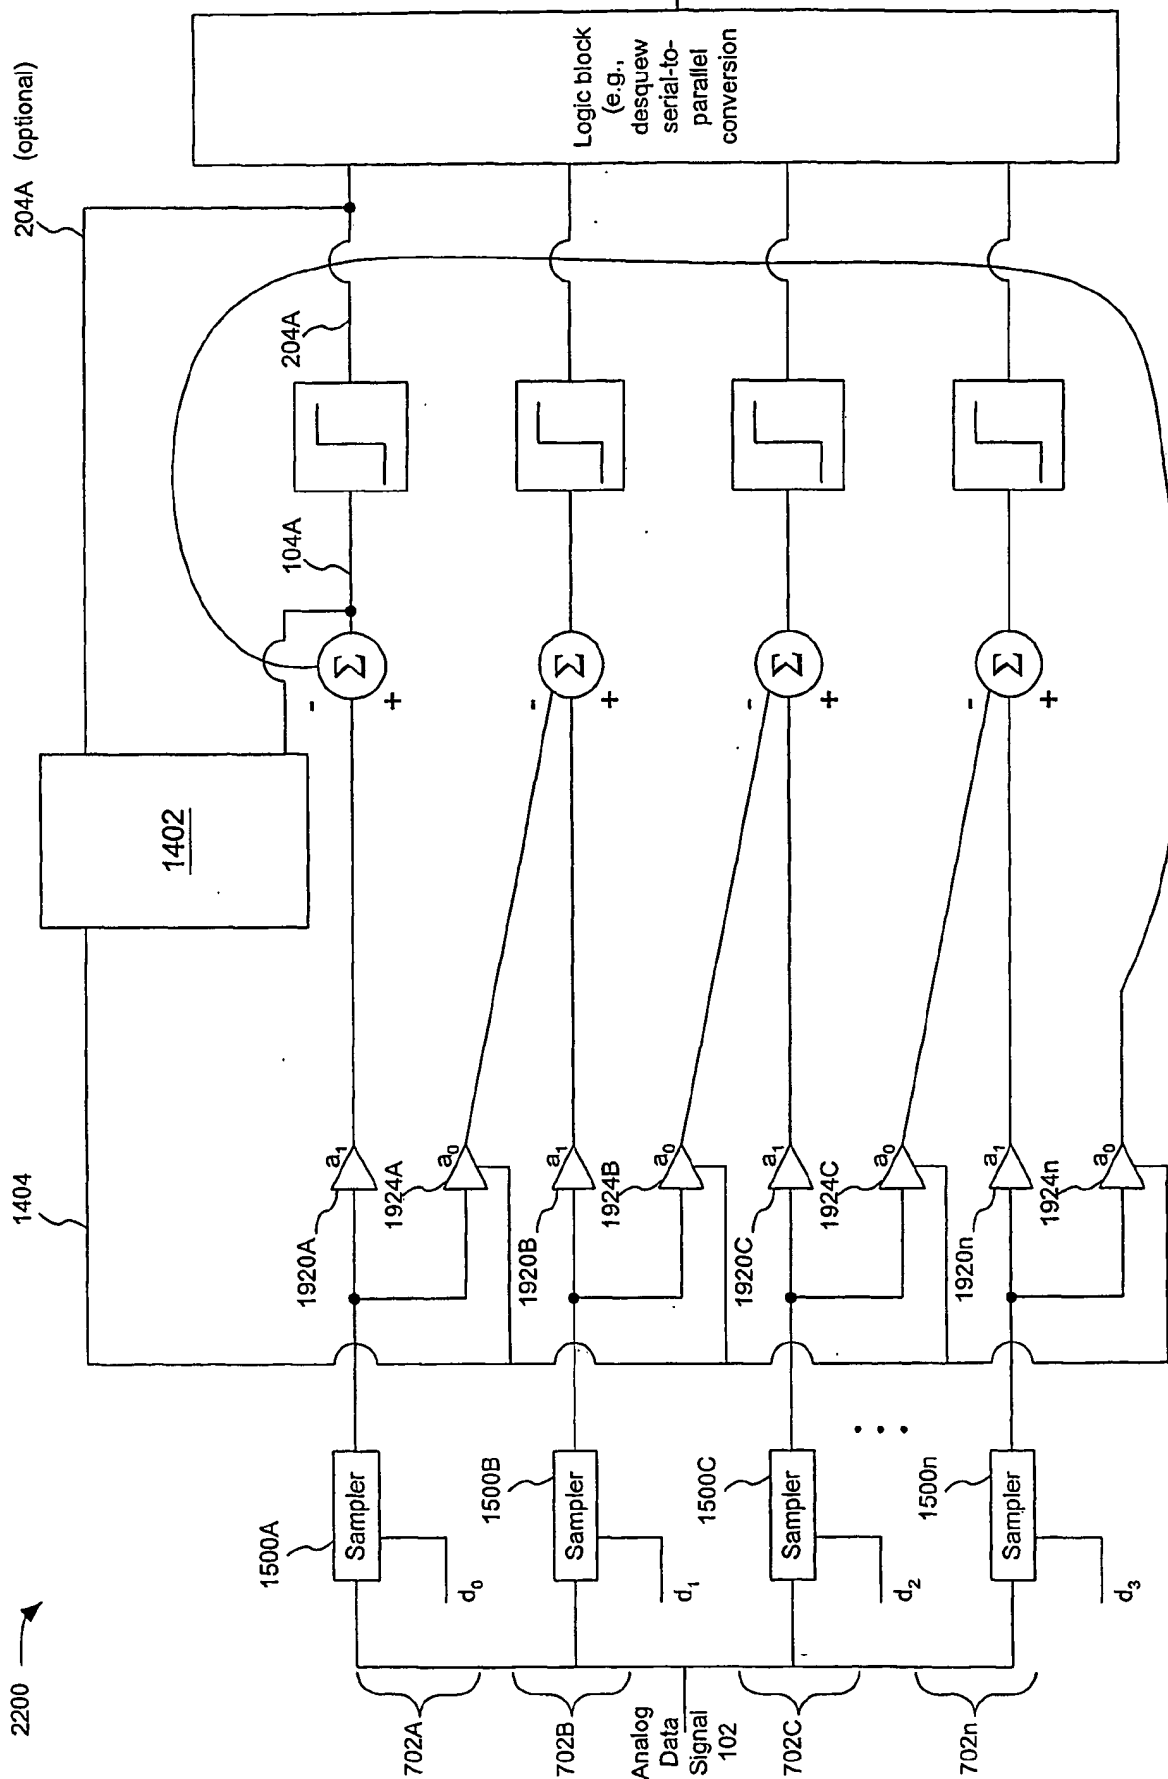 2200
1404
204A (optional)
1402
702A
1500A
Sampler
d0
1920A
a1
1924A
a0
-
+
Σ
104A
204A
702B
1500B
Sampler
d1
1920B
a1
1924B
a0
-
+
Σ
Analog
Data
Signal
102
702C
1500C
Sampler
d2
1920C
a1
1924C
a0
-
+
Σ
702n
1500n
Sampler
d3
1920n
a1
1924n
a0
-
+
Σ
Logic block
(e.g.,
desquew
serial-to-
parallel
conversion